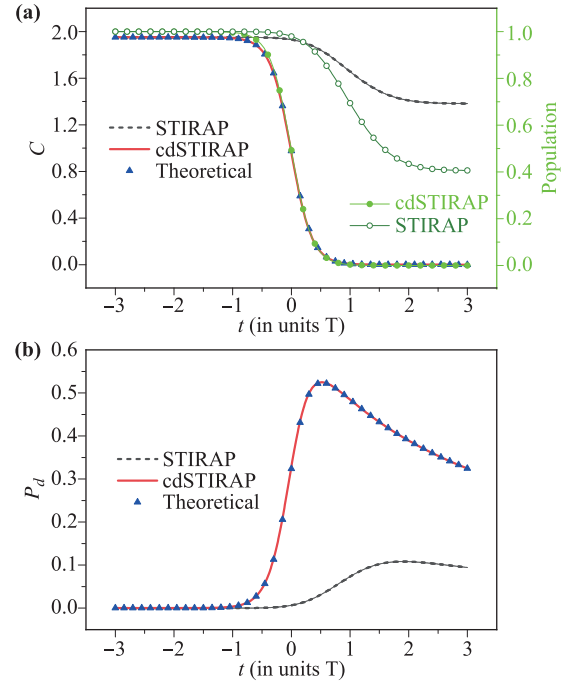 (a)
2.0
1.6
1.2
0.8
0.4
0.0
C
STIRAP
cdSTIRAP
Theoretical
cdSTIRAP
STIRAP
1.0
0.8
0.6
0.4
0.2
0.0
Population
−3 −2 −1 0 1 2 3
t (in units T)
(b)
0.6
0.5
0.4
0.3
0.2
0.1
0.0
P_d
STIRAP
cdSTIRAP
Theoretical
−3 −2 −1 0 1 2 3
t (in units T)